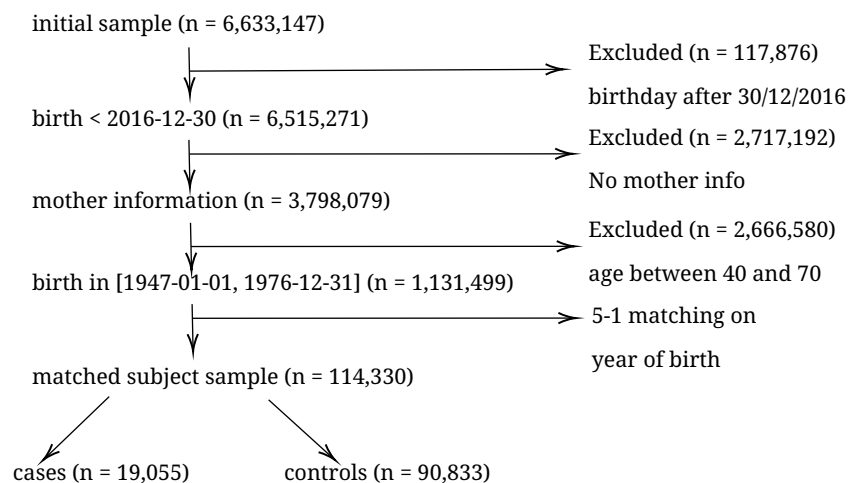 initial sample (n = 6,633,147)
Excluded (n = 117,876)
birthday after 30/12/2016
birth < 2016-12-30 (n = 6,515,271)
Excluded (n = 2,717,192)
No mother info
mother information (n = 3,798,079)
Excluded (n = 2,666,580)
age between 40 and 70
birth in [1947-01-01, 1976-12-31] (n = 1,131,499)
5-1 matching on
year of birth
matched subject sample (n = 114,330)
cases (n = 19,055)
controls (n = 90,833)